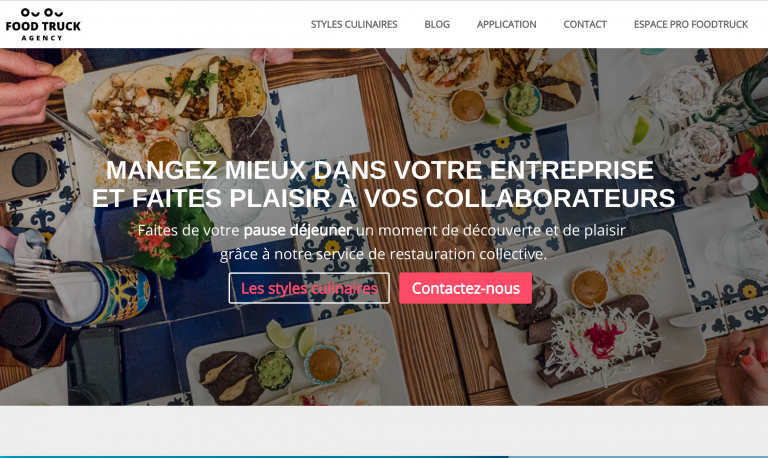 FOOD TRUCK
AGENCY
STYLES CULINAIRES BLOG APPLICATION CONTACT ESPACE PRO FOODTRUCK
MANGEZ MIEUX DANS VOTRE ENTREPRISE
ET FAITES PLAISIR À VOS COLLABORATEURS
Faites de votre pause déjeuner un moment de découverte et de plaisir
grâce à notre service de restauration collective.
Les styles culinaires Contactez-nous